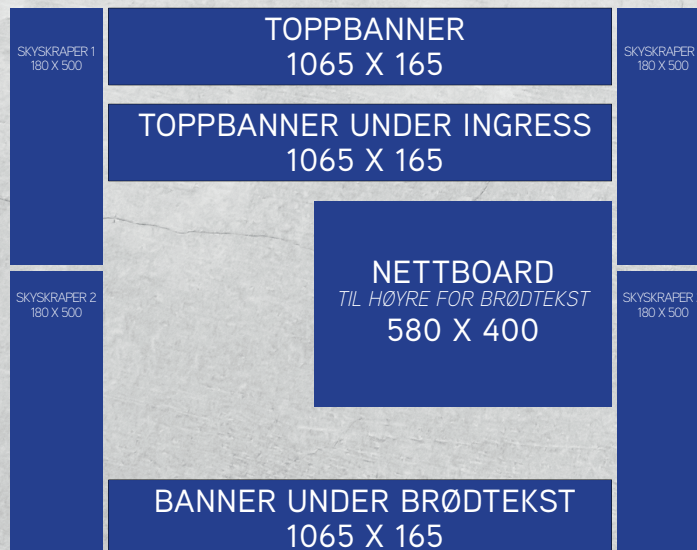 SKYSKRAPER 1
180 X 500
TOPPBANNER
1065 X 165
SKYSKRAPER
180 X 500
TOPPBANNER UNDER INGRESS
1065 X 165
NETTBOARD
TIL HØYRE FOR BRØDTEKST
580 X 400
SKYSKRAPER 2
180 X 500
SKYSKRAPER
180 X 500
BANNER UNDER BRØDTEKST
1065 X 165